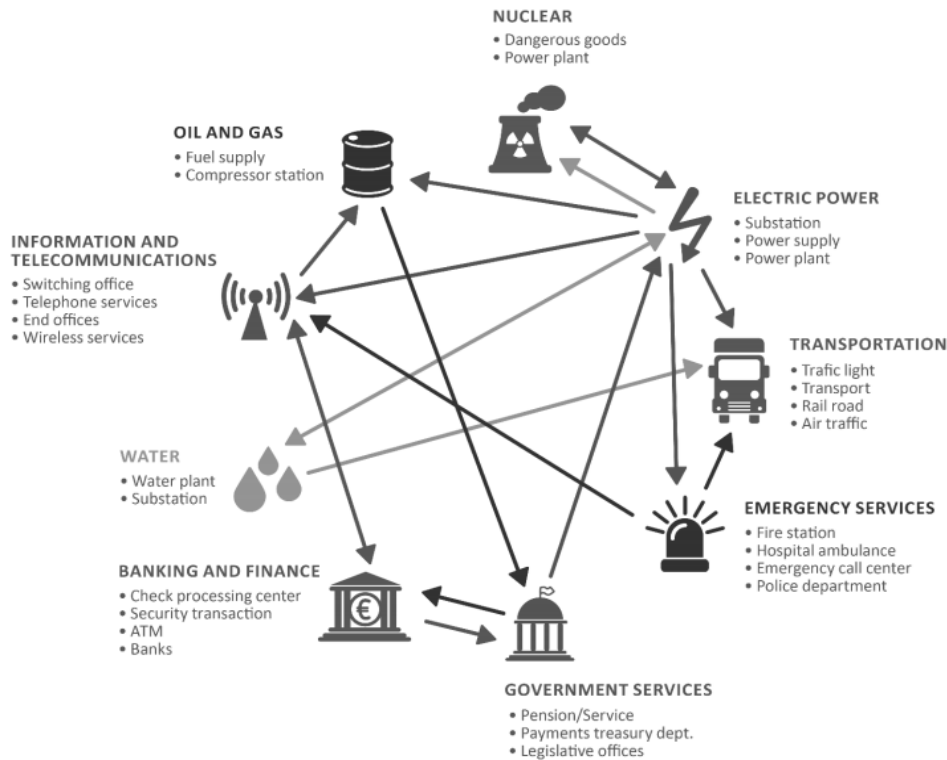 NUCLEAR
• Dangerous goods
• Power plant
OIL AND GAS
• Fuel supply
• Compressor station
ELECTRIC POWER
• Substation
• Power supply
• Power plant
INFORMATION AND
TELECOMMUNICATIONS
• Switching office
• Telephone services
• End offices
• Wireless services
TRANSPORTATION
• Trafic light
• Transport
• Rail road
• Air traffic
WATER
• Water plant
• Substation
EMERGENCY SERVICES
• Fire station
• Hospital ambulance
• Emergency call center
• Police department
BANKING AND FINANCE
• Check processing center
• Security transaction
• ATM
• Banks
€
GOVERNMENT SERVICES
• Pension/Service
• Payments treasury dept.
• Legislative offices